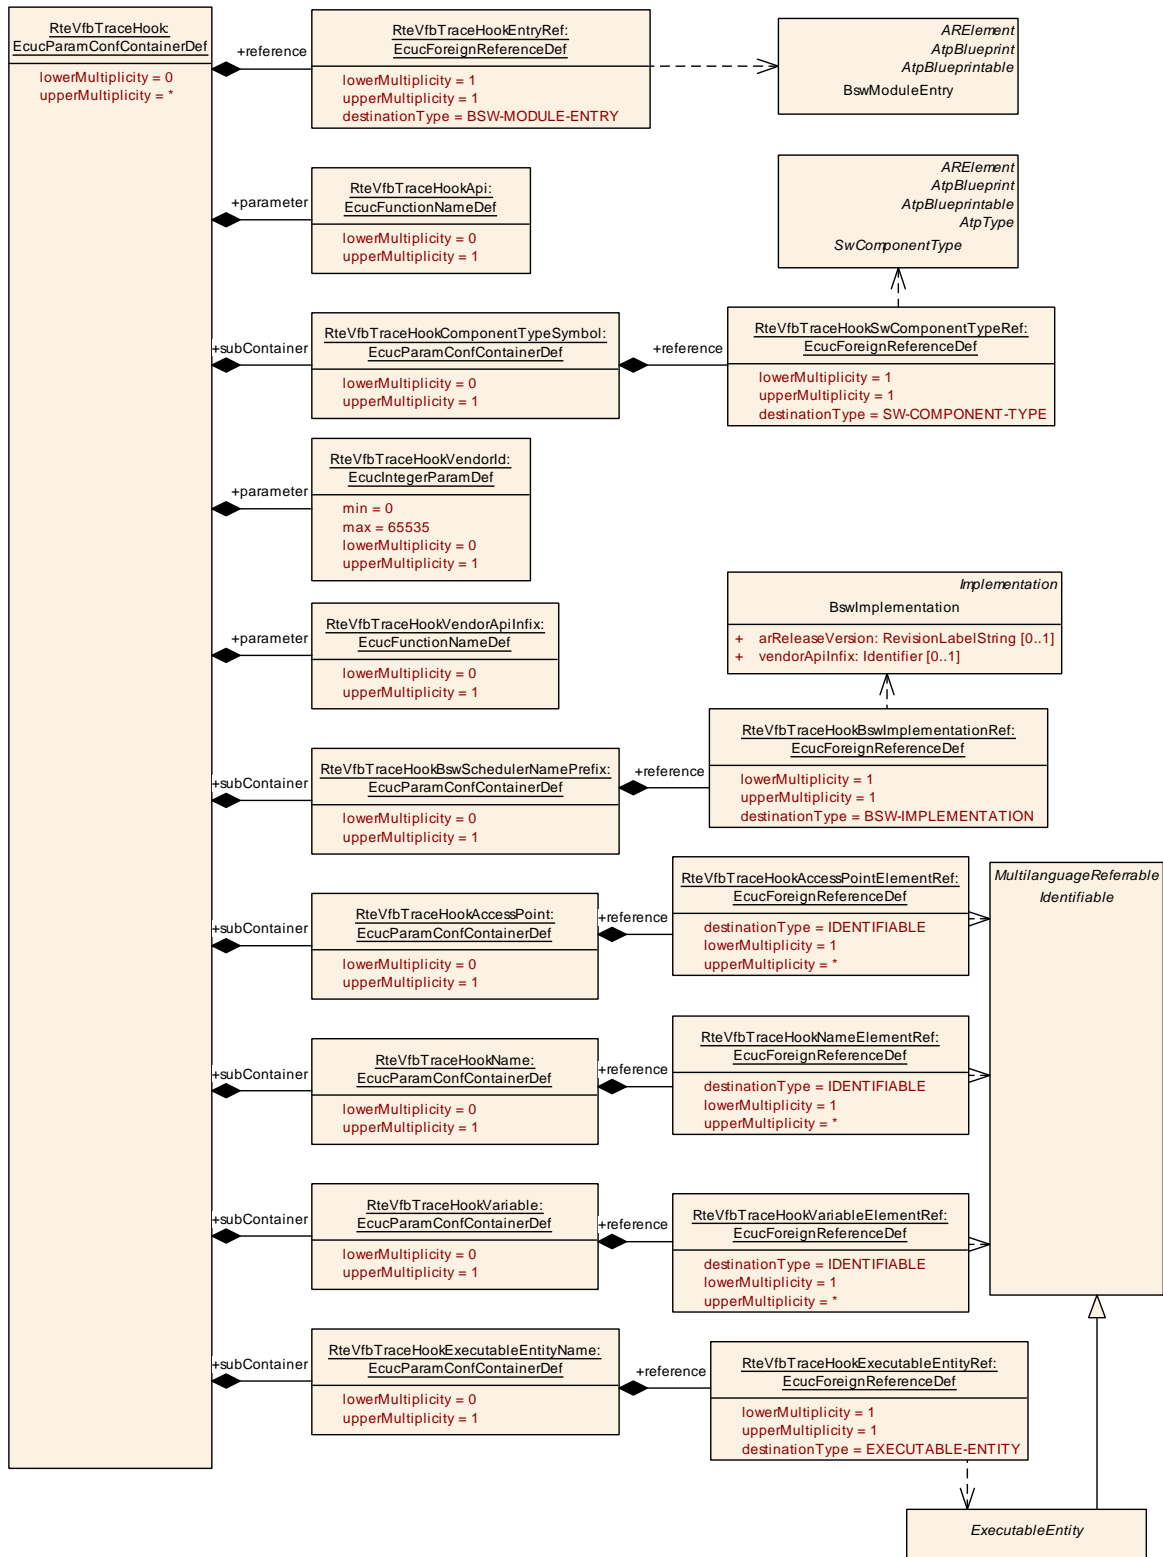 RteVfbTraceHook:
EcucParamConfContainerDef
lowerMultiplicity = 0
upperMultiplicity = *
+reference
RteVfbTraceHookEntryRef:
EcucForeignReferenceDef
lowerMultiplicity = 1
upperMultiplicity = 1
destinationType = BSW-MODULE-ENTRY
ARElement
AtpBlueprint
AtpBlueprintable
BswModuleEntry
+parameter
RteVfbTraceHookApi:
EcucFunctionNameDef
lowerMultiplicity = 0
upperMultiplicity = 1
ARElement
AtpBlueprint
AtpBlueprintable
AtpType
SwComponentType
+subContainer
RteVfbTraceHookComponentTypeSymbol:
EcucParamConfContainerDef
lowerMultiplicity = 0
upperMultiplicity = 1
+reference
RteVfbTraceHookSwComponentTypeRef:
EcucForeignReferenceDef
lowerMultiplicity = 1
upperMultiplicity = 1
destinationType = SW-COMPONENT-TYPE
+parameter
RteVfbTraceHookVendorId:
EcucIntegerParamDef
min = 0
max = 65535
lowerMultiplicity = 0
upperMultiplicity = 1
+parameter
RteVfbTraceHookVendorApiInfix:
EcucFunctionNameDef
lowerMultiplicity = 0
upperMultiplicity = 1
Implementation
BswImplementation
+ arReleaseVersion: RevisionLabelString [0..1]
+ vendorApiInfix: Identifier [0..1]
+subContainer
RteVfbTraceHookBswSchedulerNamePrefix:
EcucParamConfContainerDef
lowerMultiplicity = 0
upperMultiplicity = 1
+reference
RteVfbTraceHookBswImplementationRef:
EcucForeignReferenceDef
lowerMultiplicity = 1
upperMultiplicity = 1
destinationType = BSW-IMPLEMENTATION
+subContainer
RteVfbTraceHookAccessPoint:
EcucParamConfContainerDef
lowerMultiplicity = 0
upperMultiplicity = 1
+reference
RteVfbTraceHookAccessPointElementRef:
EcucForeignReferenceDef
destinationType = IDENTIFIABLE
lowerMultiplicity = 1
upperMultiplicity = *
MultilanguageReferrable
Identifiable
+subContainer
RteVfbTraceHookName:
EcucParamConfContainerDef
lowerMultiplicity = 0
upperMultiplicity = 1
+reference
RteVfbTraceHookNameElementRef:
EcucForeignReferenceDef
destinationType = IDENTIFIABLE
lowerMultiplicity = 1
upperMultiplicity = *
+subContainer
RteVfbTraceHookVariable:
EcucParamConfContainerDef
lowerMultiplicity = 0
upperMultiplicity = 1
+reference
RteVfbTraceHookVariableElementRef:
EcucForeignReferenceDef
destinationType = IDENTIFIABLE
lowerMultiplicity = 1
upperMultiplicity = *
+subContainer
RteVfbTraceHookExecutableEntityName:
EcucParamConfContainerDef
lowerMultiplicity = 0
upperMultiplicity = 1
+reference
RteVfbTraceHookExecutableEntityRef:
EcucForeignReferenceDef
lowerMultiplicity = 1
upperMultiplicity = 1
destinationType = EXECUTABLE-ENTITY
ExecutableEntity